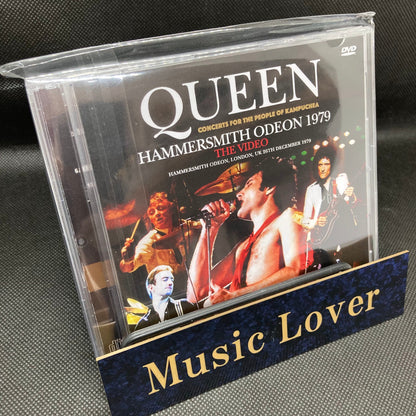 DVD
QUEEN
CONCERTS FOR THE PEOPLE OF KAMPUCHEA
HAMMERSMITH ODEON 1979
THE VIDEO
HAMMERSMITH ODEON, LONDON, UK 26TH DECEMBER 1979
Music Lover